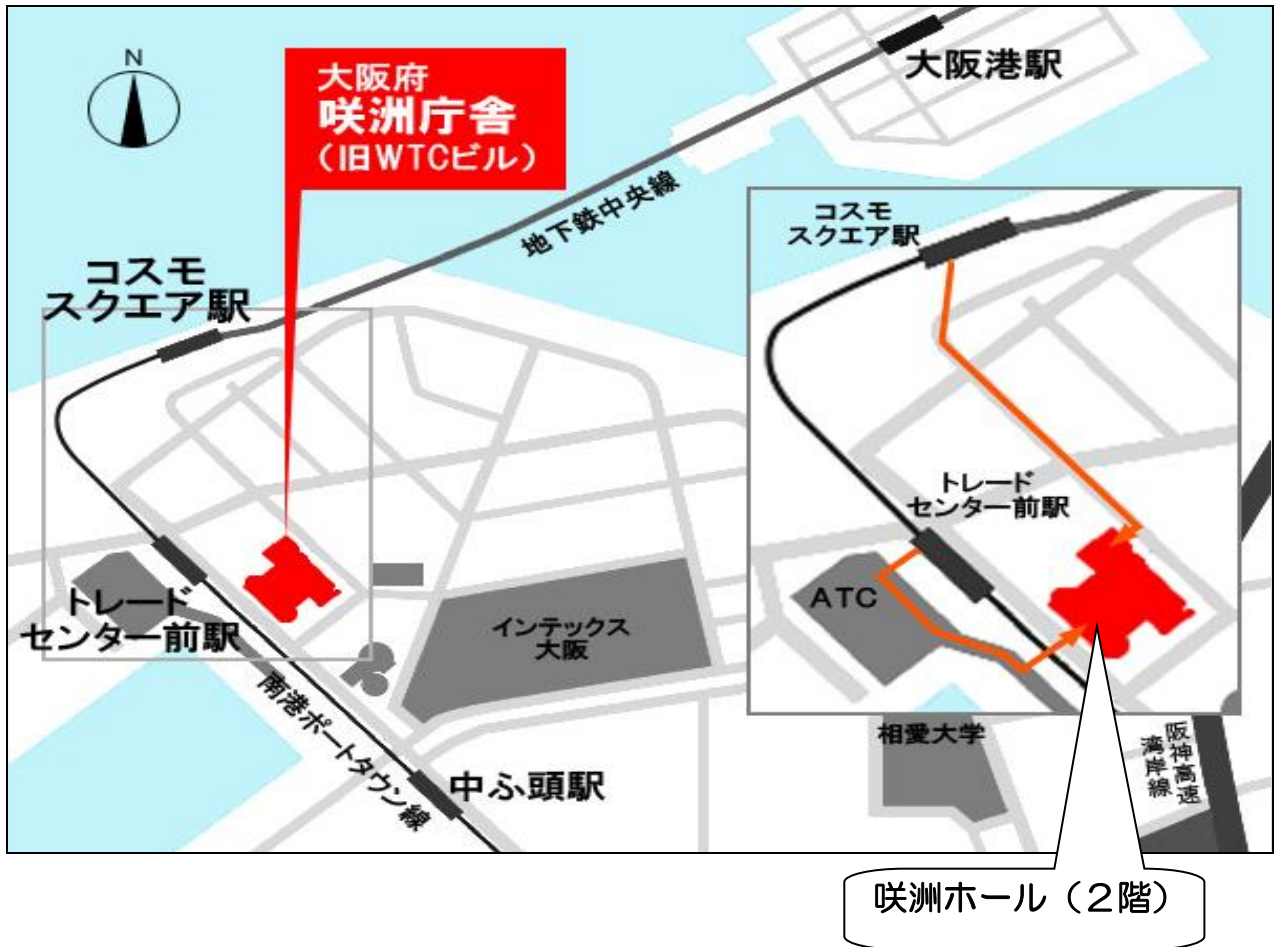 N
大阪府
咲洲庁舎
（旧WTCビル）
大阪港駅
地下鉄中央線
コスモ
スクエア駅
トレード
センター前駅
インテックス
大阪
南港ポートタウン線
中ふ頭駅
コスモ
スクエア駅
トレード
センター前駅
ATC
相愛大学
阪神高速
湾岸線
咲洲ホール（２階）